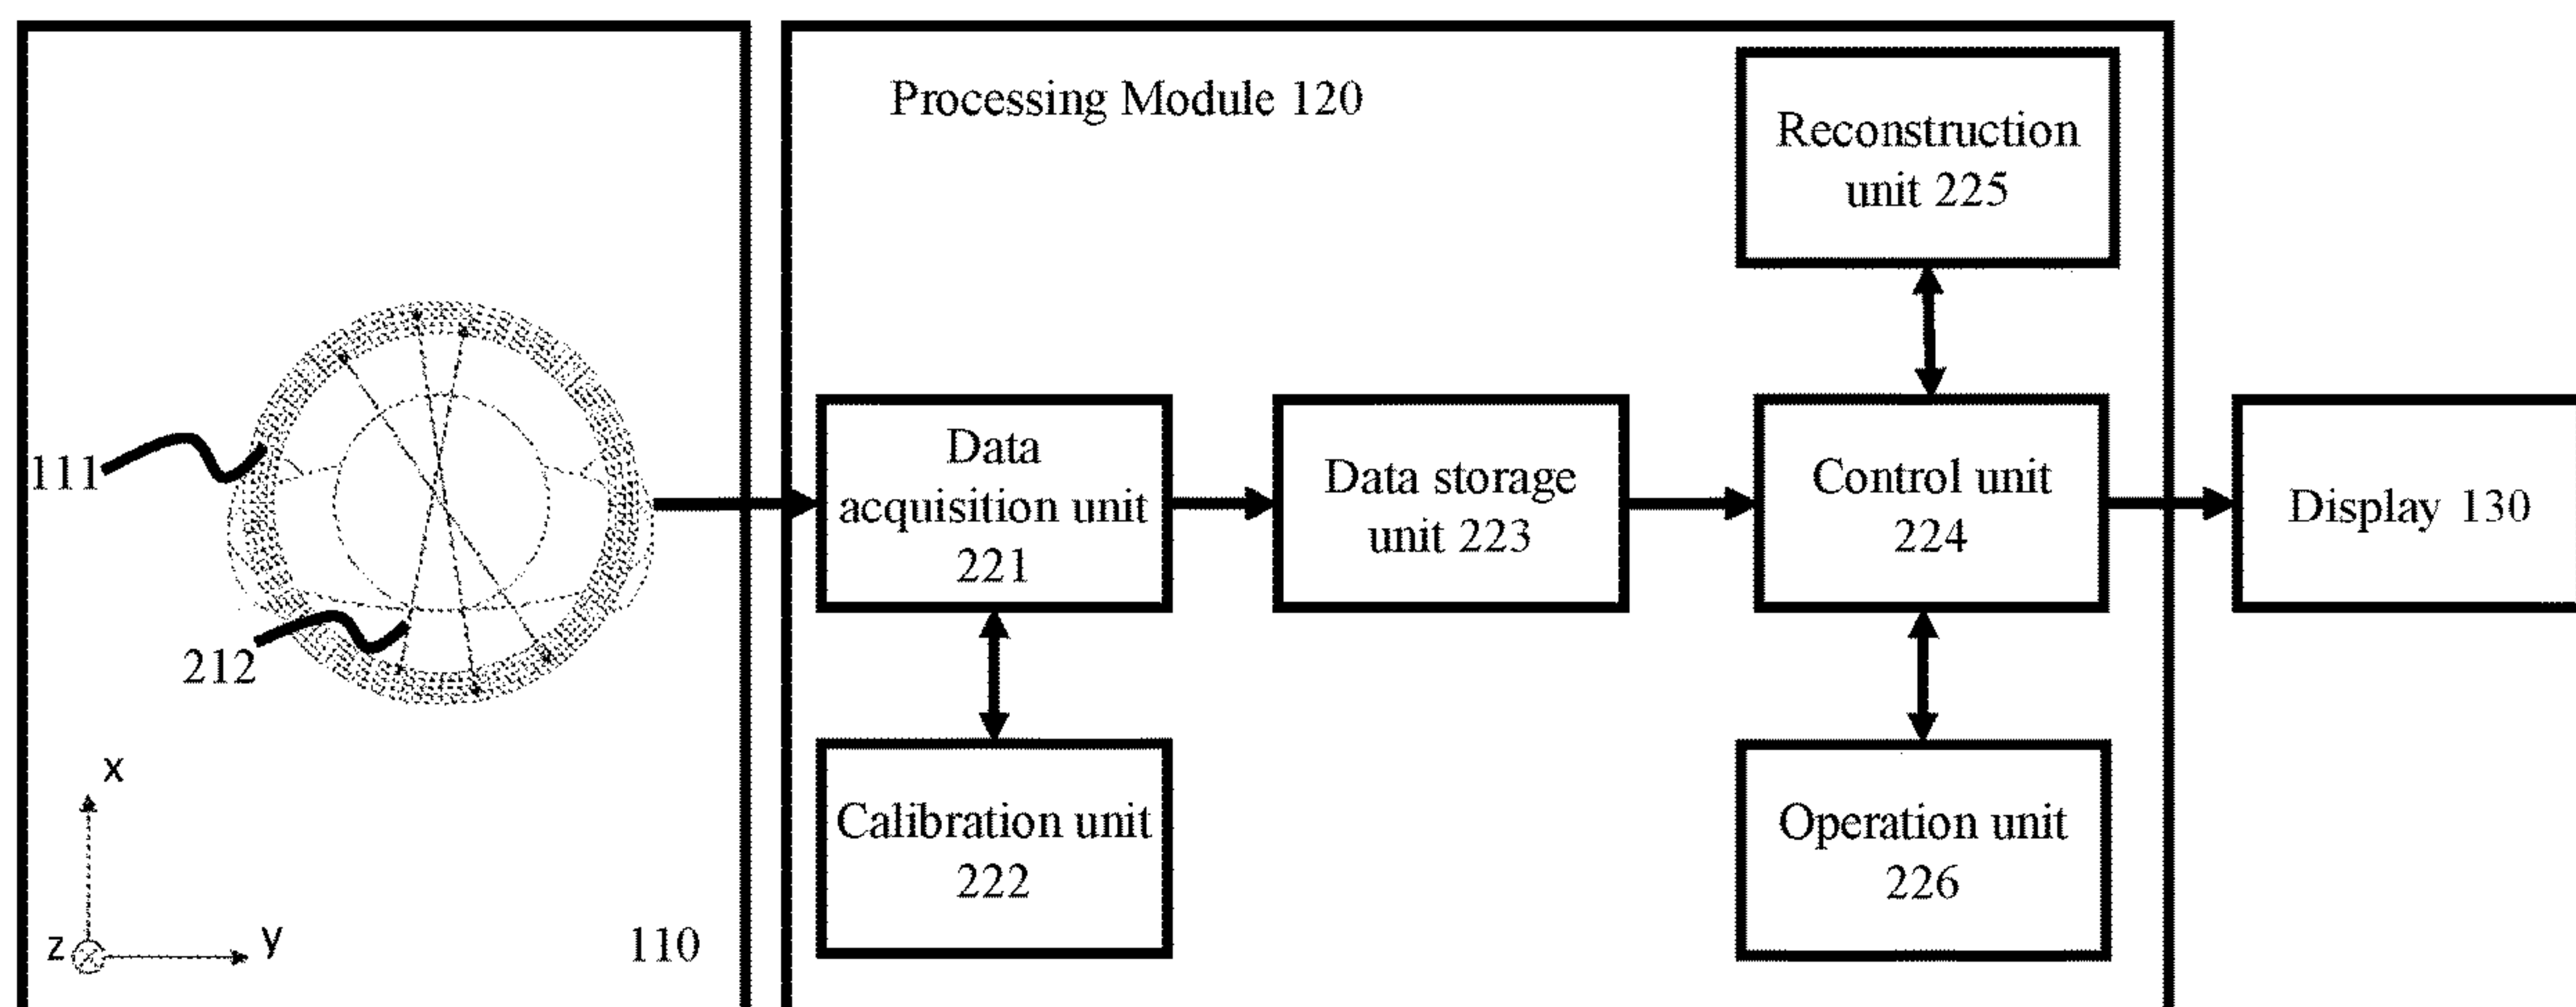 Processing Module 120
Reconstruction
unit 225
111
212
x
z
y
110
Data
acquisition unit
221
Data storage
unit 223
Control unit
224
Display 130
Calibration unit
222
Operation unit
226